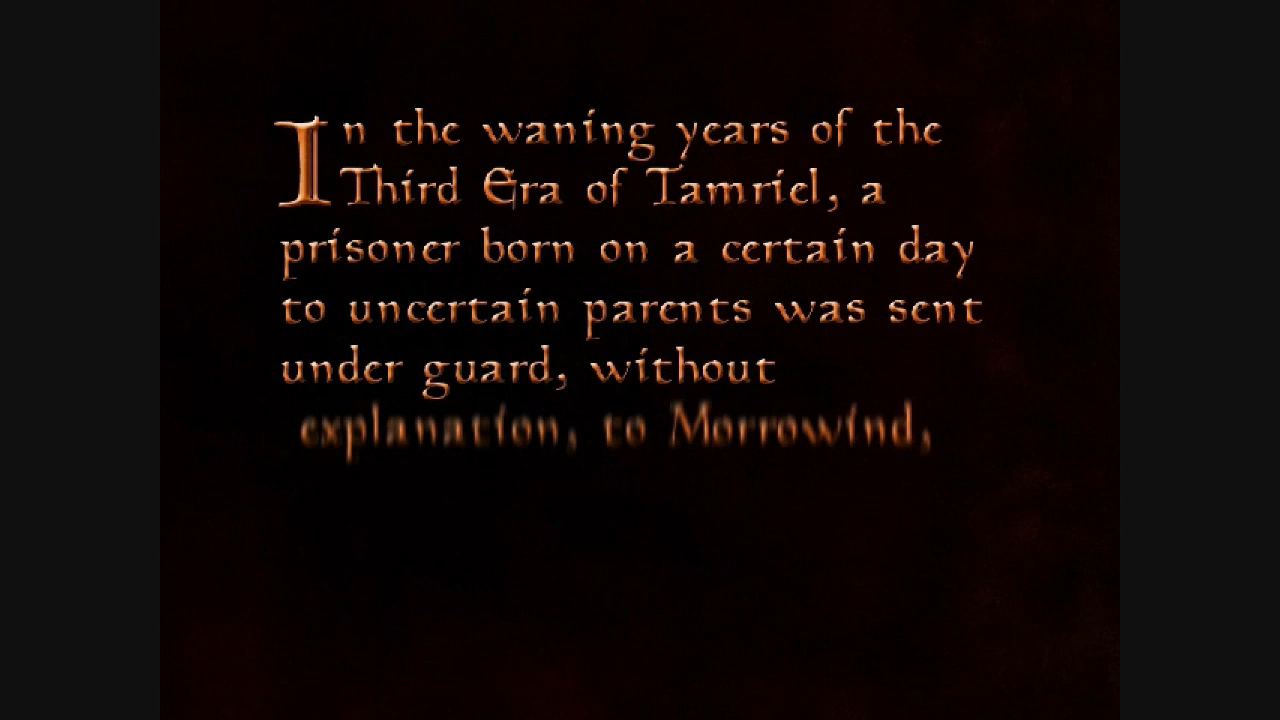 In the waning years of the
Third Era of Tamriel, a
prisoner born on a certain day
to uncertain parents was sent
under guard, without
explanation, to Morrowind,